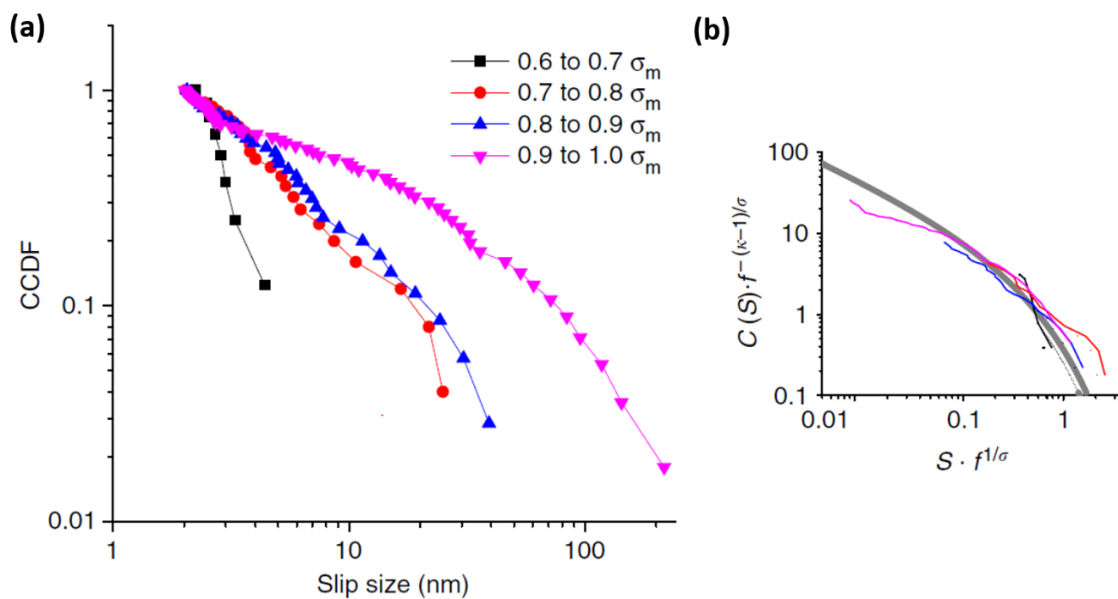 (a)
CCDF
1
0.1
0.01
1
10
100
Slip size (nm)
0.6 to 0.7 σm
0.7 to 0.8 σm
0.8 to 0.9 σm
0.9 to 1.0 σm
(b)
C (S)·f^−(κ−1)/σ
100
10
1
0.1
0.01
0.1
1
S · f^1/σ